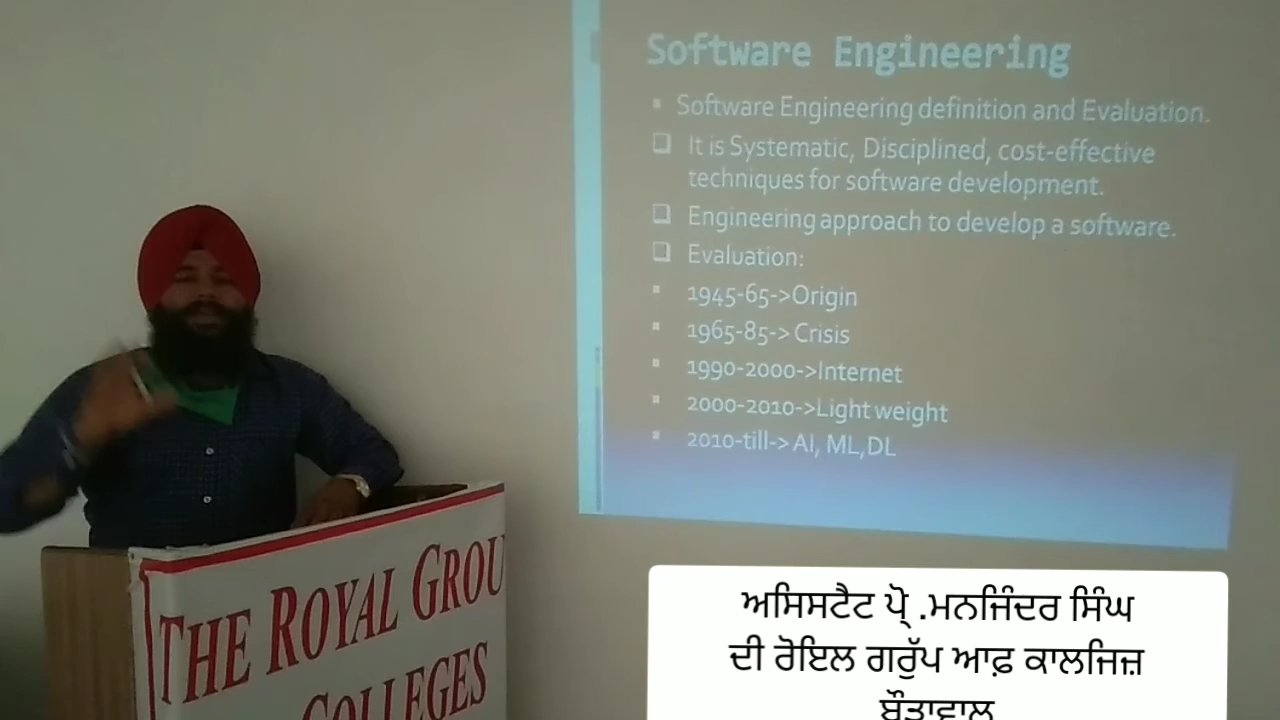 Software Engineering
▪ Software Engineering definition and Evaluation.
❑ It is Systematic, Disciplined, cost-effective
techniques for software development.
❑ Engineering approach to develop a software.
❑ Evaluation:
▪ 1945-65->Origin
▪ 1965-85-> Crisis
▪ 1990-2000->Internet
▪ 2000-2010->Light weight
▪ 2010-till-> AI, ML,DL
THE ROYAL GROU
COLLEGES
ਅਸਿਸਟੈਟ ਪ੍ਰੋ .ਮਨਜਿੰਦਰ ਸਿੰਘ
ਦੀ ਰੋਇਲ ਗਰੁੱਪ ਆਫ਼ ਕਾਲਜਿਜ਼